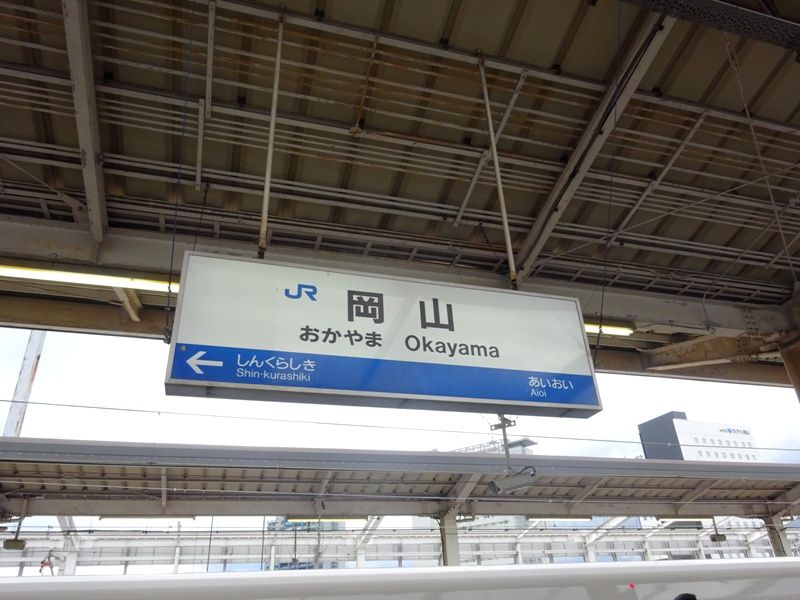 JR 岡山
おかやま Okayama
← しんくらしき
Shin-kurashiki
あいおい
Aioi